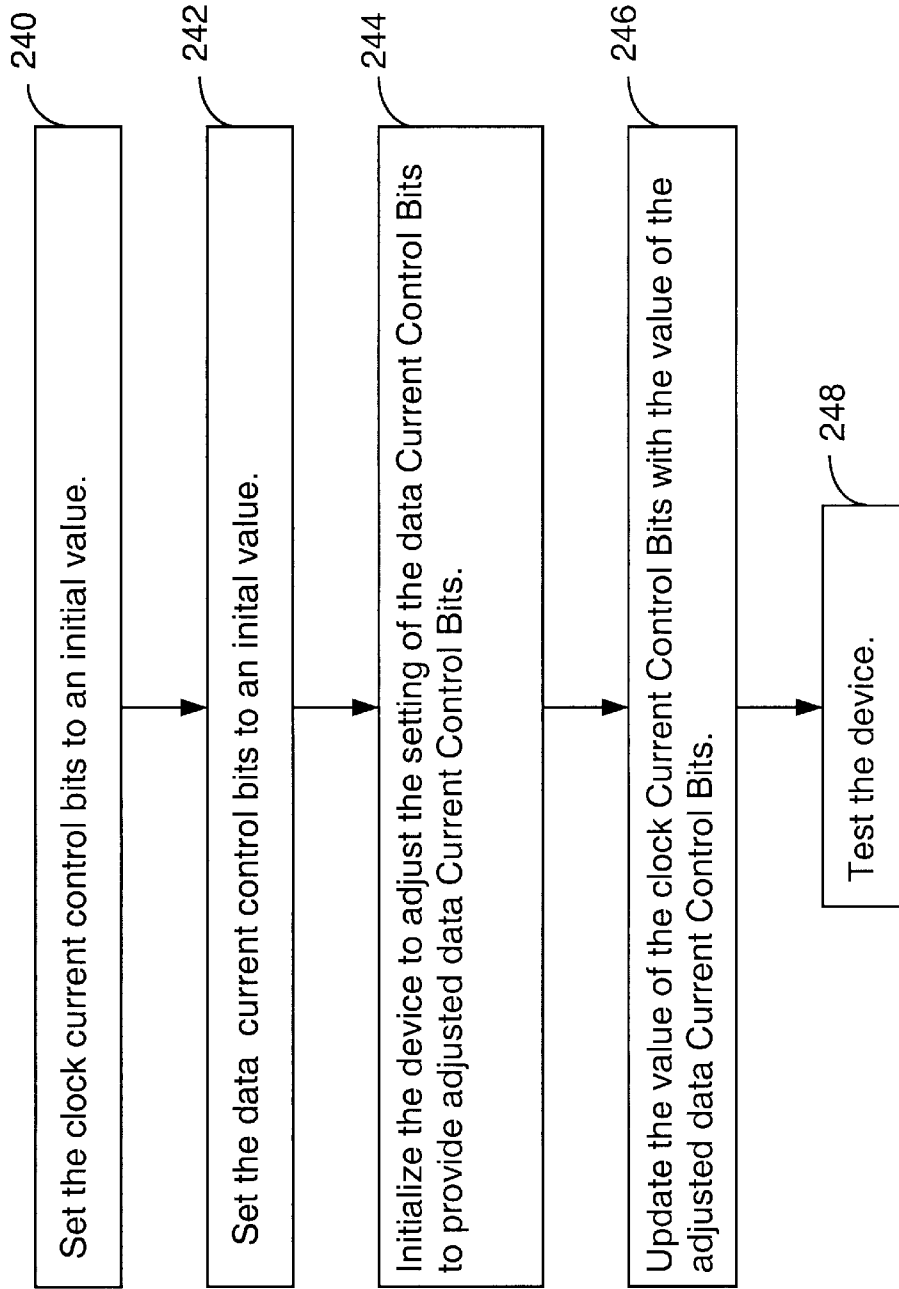 240
Set the clock current control bits to an initial value.
242
Set the data current control bits to an inital value.
244
Initialize the device to adjust the setting of the data Current Control Bits
to provide adjusted data Current Control Bits.
246
Update the value of the clock Current Control Bits with the value of the
adjusted data Current Control Bits.
248
Test the device.